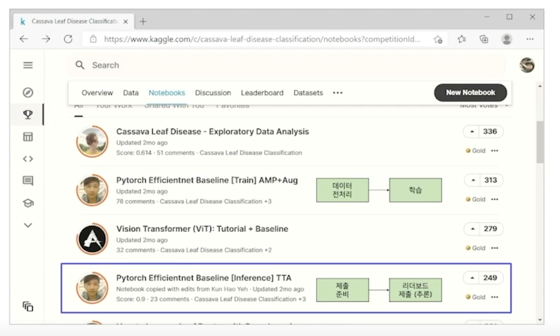 Cassava Leaf Disease Classification
https://www.kaggle.com/c/cassava-leaf-disease-classification/notebooks?competitionId...
Search
Overview Data Notebooks Discussion Leaderboard Datasets ••• New Notebook
All Your Work Shared With You Favorites Most Votes
Cassava Leaf Disease - Exploratory Data Analysis
Updated 2mo ago
Score: 0.614 · 51 comments · Cassava Leaf Disease Classification
336
Gold •••
Pytorch Efficientnet Baseline [Train] AMP+Aug
Updated 2mo ago
78 comments · Cassava Leaf Disease Classification +3
데이터
전처리
학습
313
Gold •••
Vision Transformer (ViT): Tutorial + Baseline
Updated 2mo ago
32 comments · Cassava Leaf Disease Classification +2
279
Gold •••
Pytorch Efficientnet Baseline [Inference] TTA
Notebook copied with edits from Kun Hao Yeh · Updated 2mo ago
Score: 0.9 · 23 comments · Cassava Leaf Disease Classification +3
제출
준비
리더보드
제출 (추론)
249
Gold •••